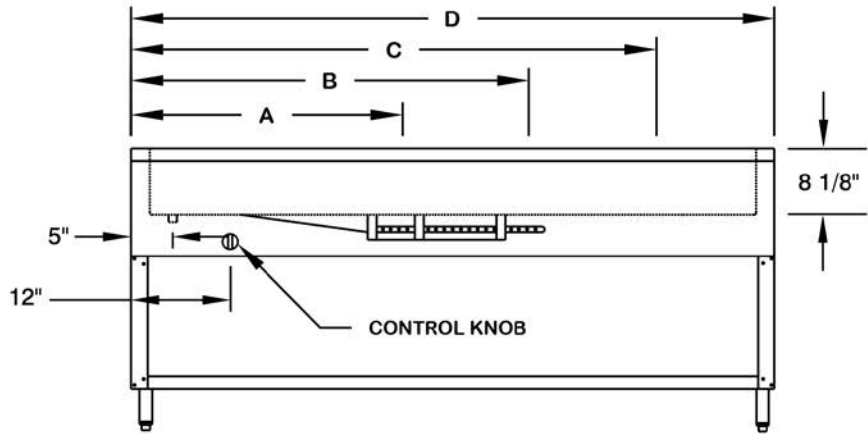 D
C
B
A
8 1/8"
5"
12"
CONTROL KNOB